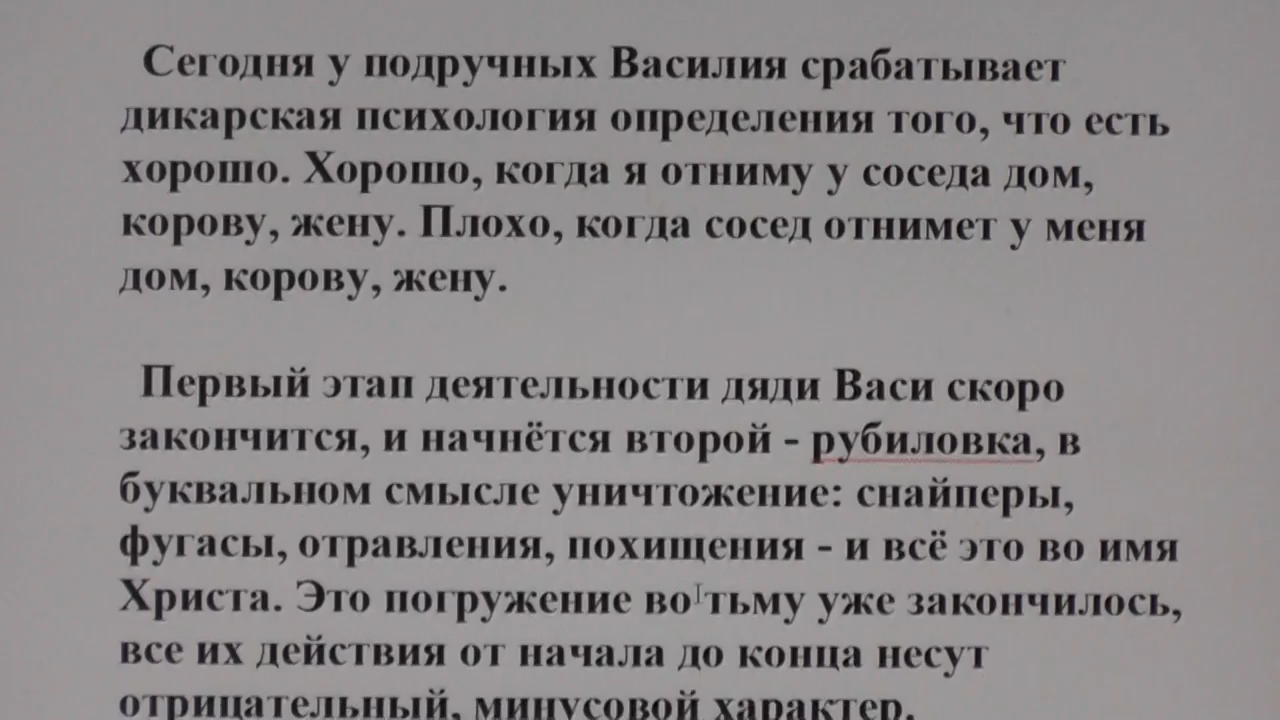 Сегодня у подручных Василия срабатывает
дикарская психология определения того, что есть
хорошо. Хорошо, когда я отниму у соседа дом,
корову, жену. Плохо, когда сосед отнимет у меня
дом, корову, жену.
Первый этап деятельности дяди Васи скоро
закончится, и начнётся второй - рубиловка, в
буквальном смысле уничтожение: снайперы,
фугасы, отравления, похищения - и всё это во имя
Христа. Это погружение во тьму уже закончилось,
все их действия от начала до конца несут
отрицательный, минусовой характер.